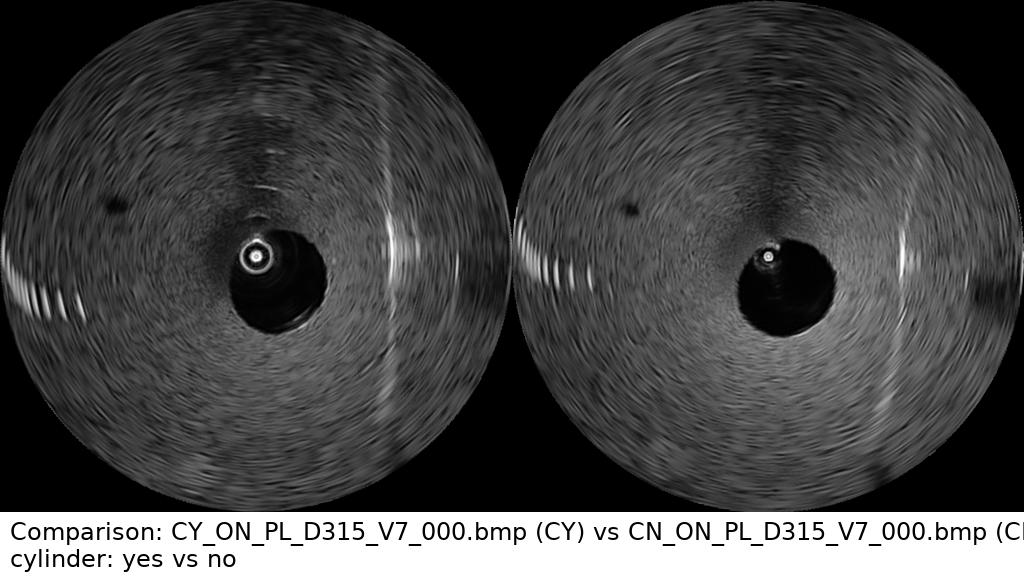 Comparison: CY_ON_PL_D315_V7_000.bmp (CY) vs CN_ON_PL_D315_V7_000.bmp
cylinder: yes vs no